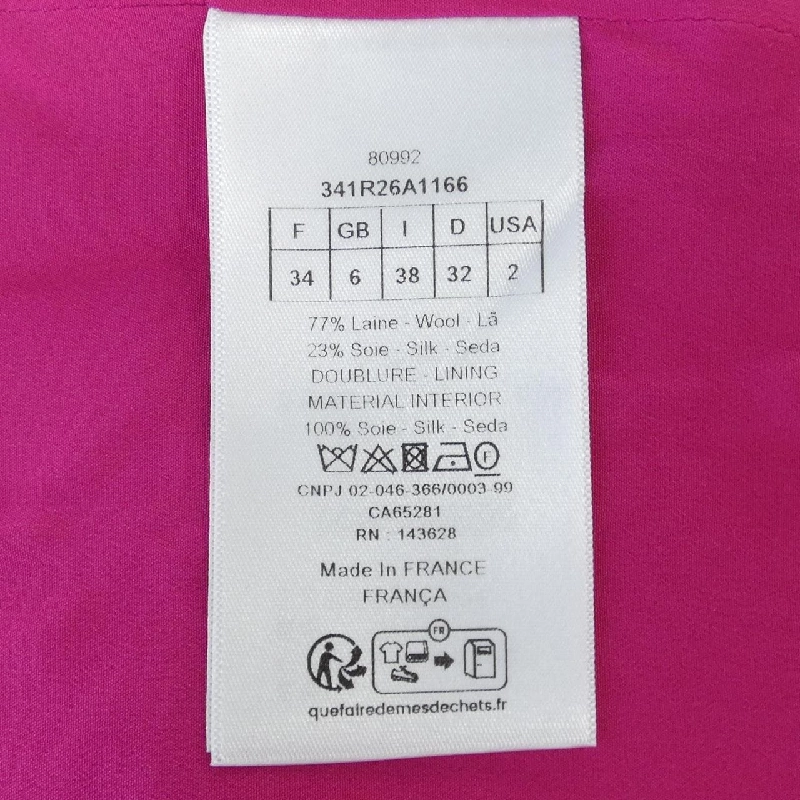 80992
341R26A1166
F GB I D USA
34 6 38 32 2
77% Laine - Wool - Lã
23% Soie - Silk - Seda
DOUBLURE - LINING
MATERIAL INTERIOR
100% Soie - Silk - Seda
F
CNPJ 02-046-366/0003-99
CA65281
RN : 143628
Made In FRANCE
FRANÇA
FR
quefairedemesdechets.fr